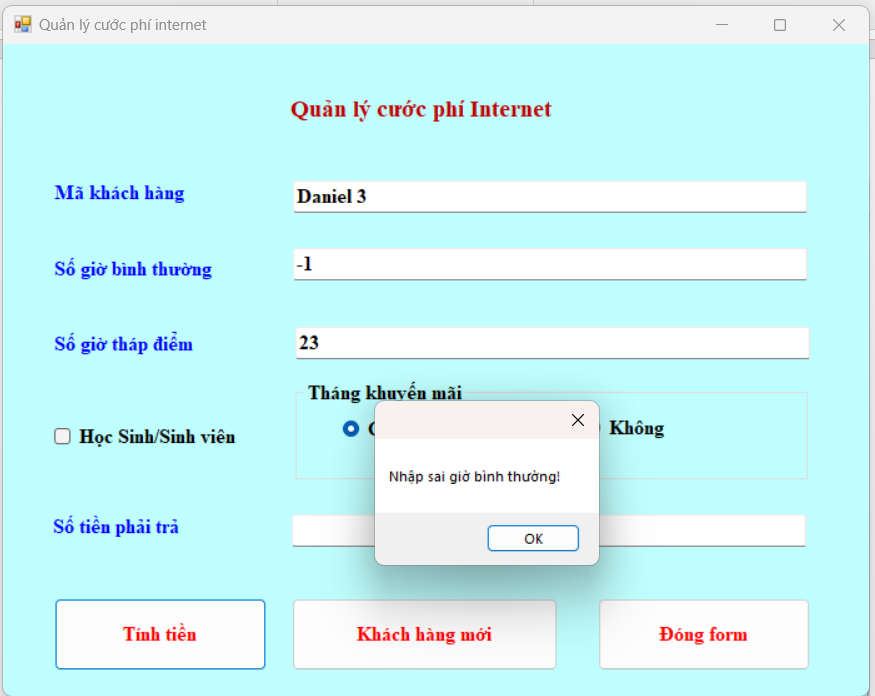 Quản lý cước phí internet
Quản lý cước phí Internet
Mã khách hàng
Daniel 3
Số giờ bình thường
-1
Số giờ tháp điểm
23
Tháng khuyến mãi
Học Sinh/Sinh viên
Không
Nhập sai giờ bình thường!
OK
Số tiền phải trả
Tính tiền
Khách hàng mới
Đóng form